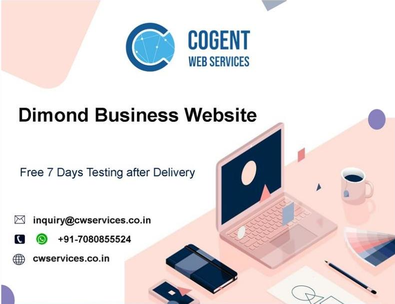 COGENT
WEB SERVICES
Dimond Business Website
Free 7 Days Testing after Delivery
inquiry@cwservices.co.in
+91-7080855524
cwservices.co.in